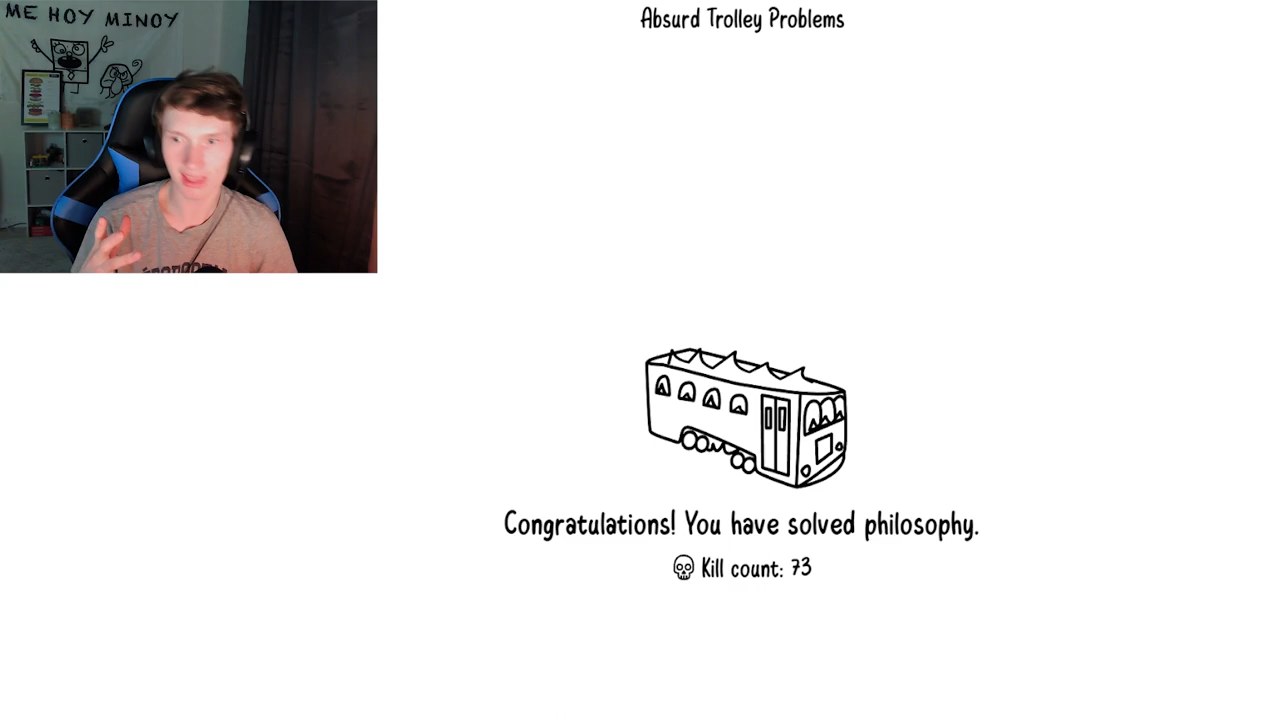 ME HOY MINOY
Absurd Trolley Problems
Congratulations! You have solved philosophy.
Kill count: 73